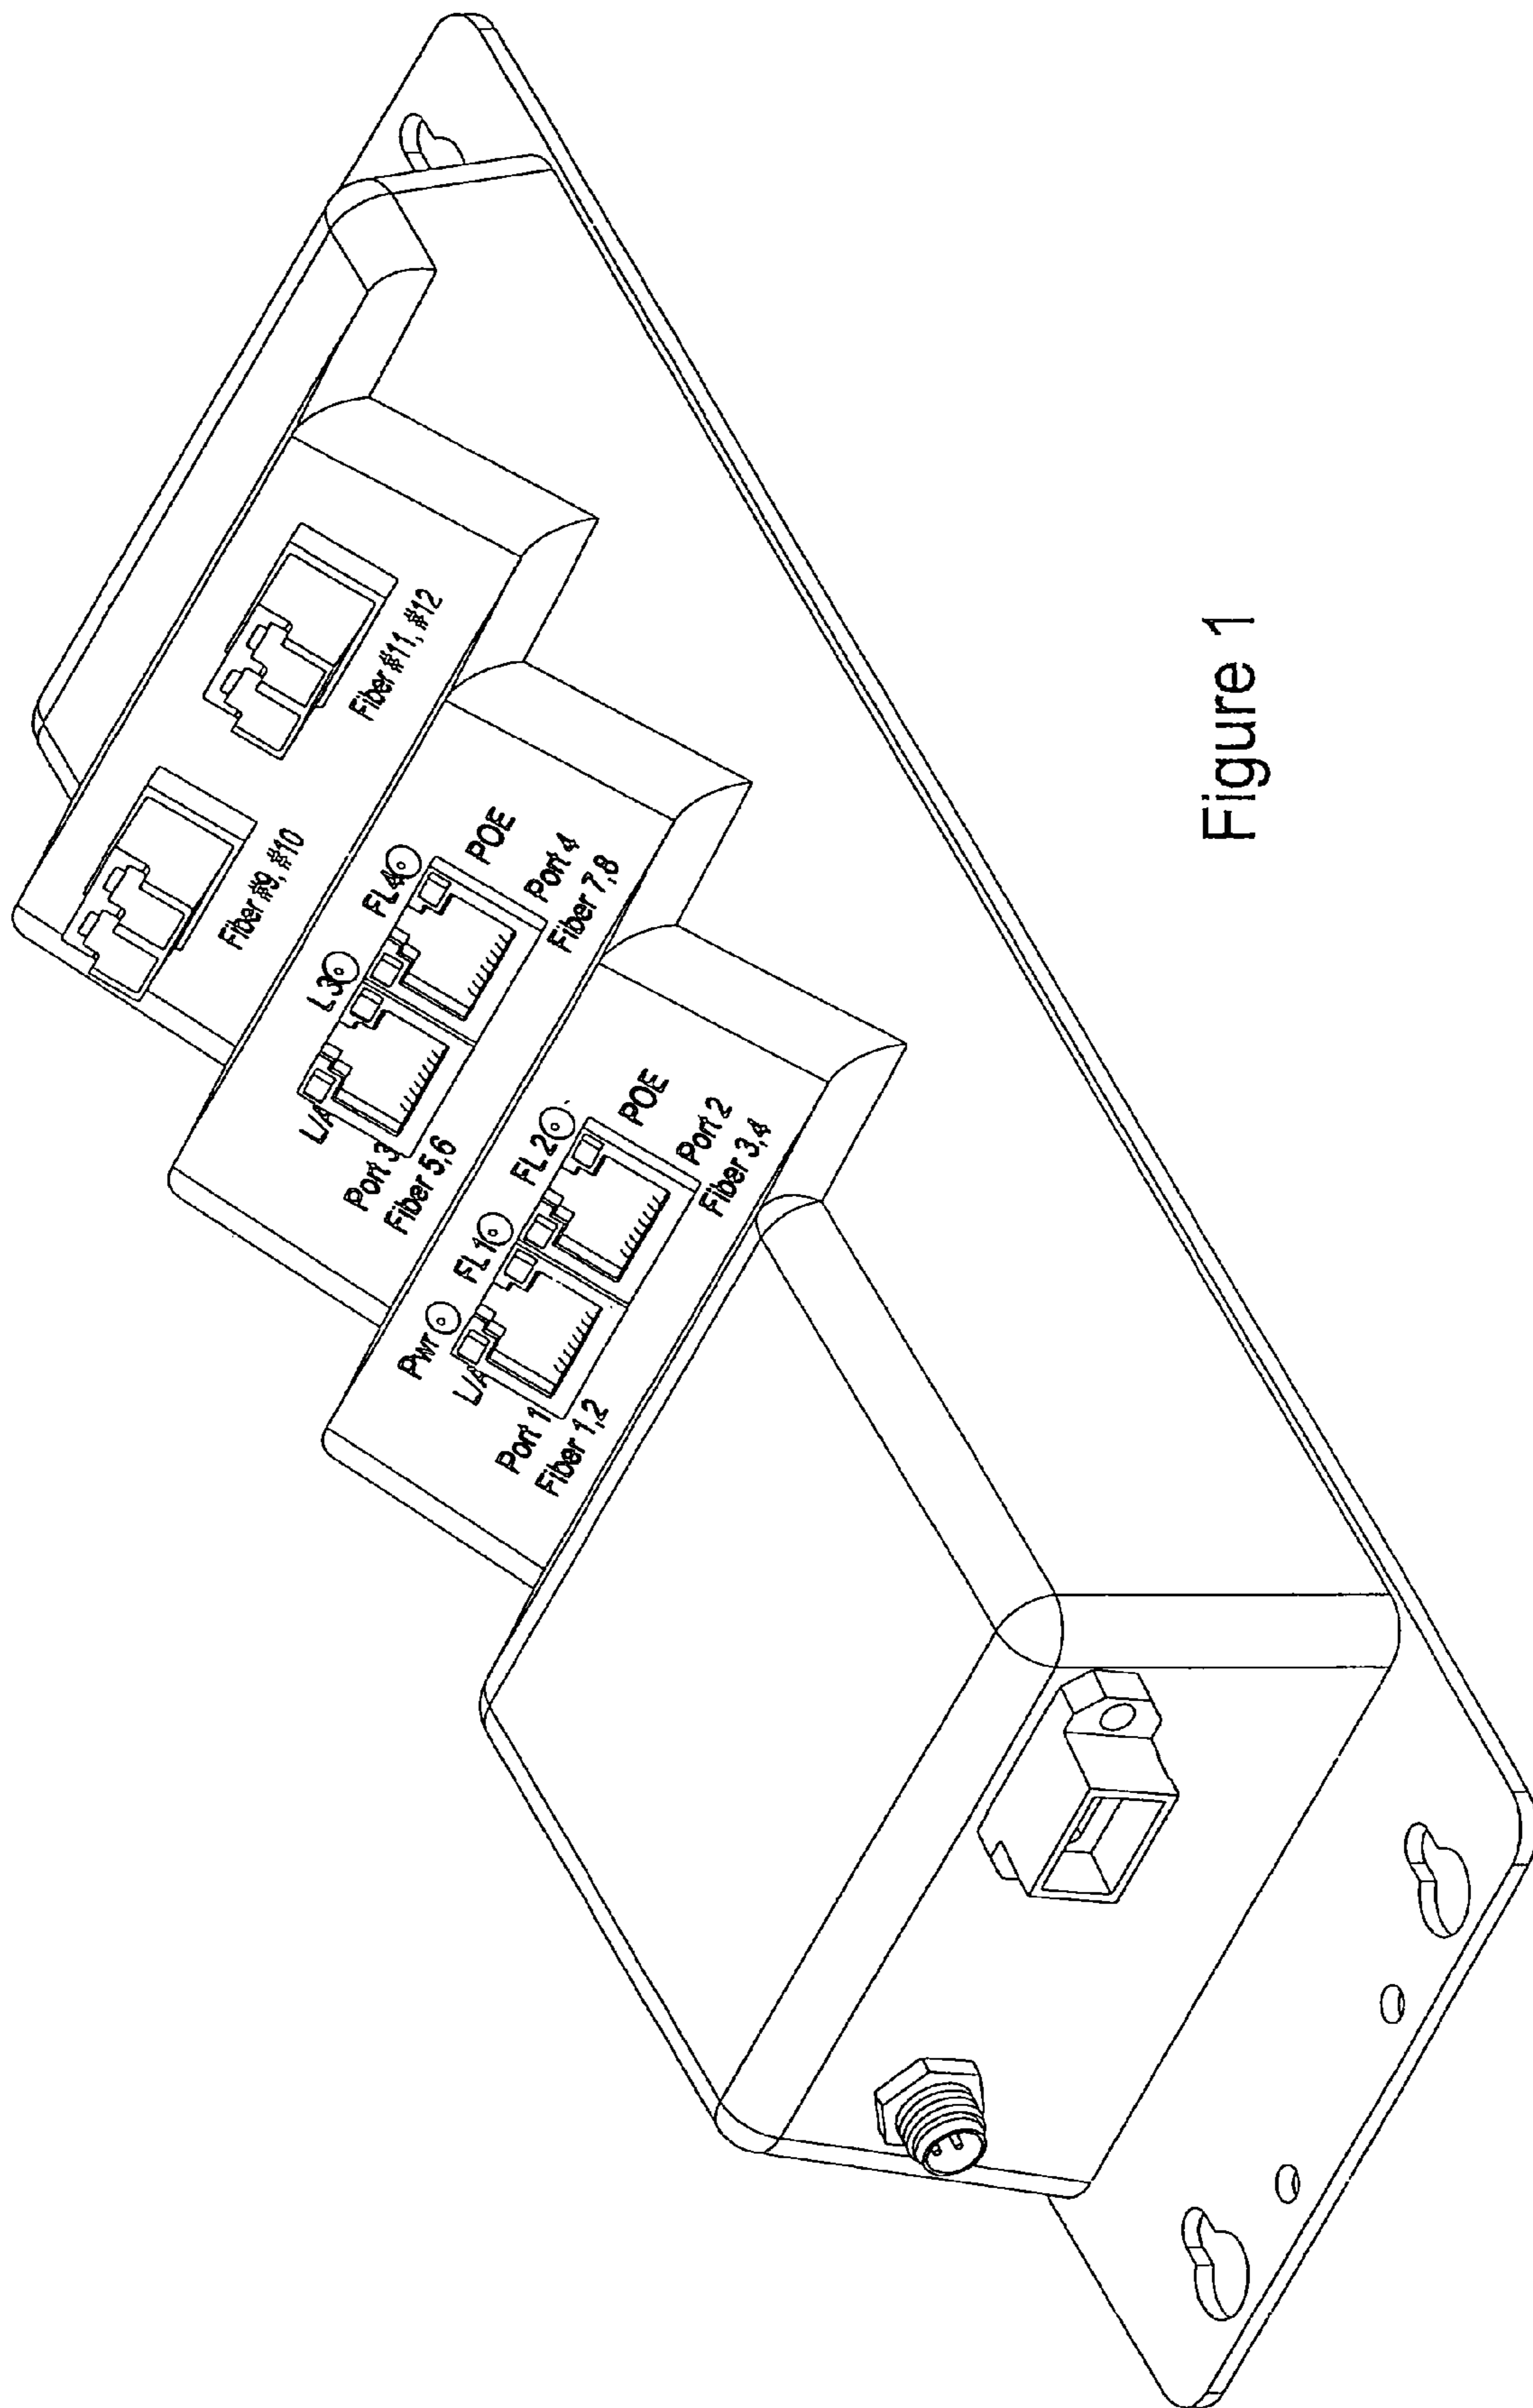 Fiber #9, #10
Fiber #11, #12
L3
FL4
L/A
POE
Port 3
Fiber 5,6
Port 4
Fiber 7,8
Pwr
FL1
FL2
L/A
POE
Port 1
Fiber 1,2
Port 2
Fiber 3,4
Figure 1